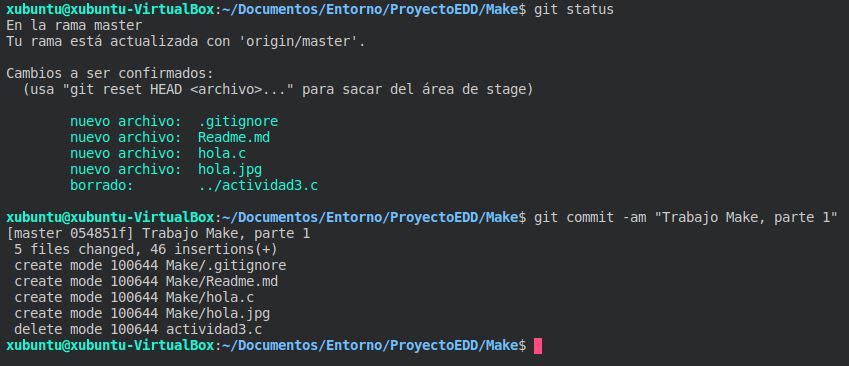 xubuntu@xubuntu-VirtualBox:~/Documentos/Entorno/ProyectoEDD/Make$ git status
En la rama master
Tu rama está actualizada con 'origin/master'.
Cambios a ser confirmados:
  (usa "git reset HEAD <archivo>..." para sacar del área de stage)
        nuevo archivo:  .gitignore
        nuevo archivo:  Readme.md
        nuevo archivo:  hola.c
        nuevo archivo:  hola.jpg
        borrado:        ../actividad3.c
xubuntu@xubuntu-VirtualBox:~/Documentos/Entorno/ProyectoEDD/Make$ git commit -am "Trabajo Make, parte 1"
[master 054851f] Trabajo Make, parte 1
 5 files changed, 46 insertions(+)
 create mode 100644 Make/.gitignore
 create mode 100644 Make/Readme.md
 create mode 100644 Make/hola.c
 create mode 100644 Make/hola.jpg
 delete mode 100644 actividad3.c
xubuntu@xubuntu-VirtualBox:~/Documentos/Entorno/ProyectoEDD/Make$